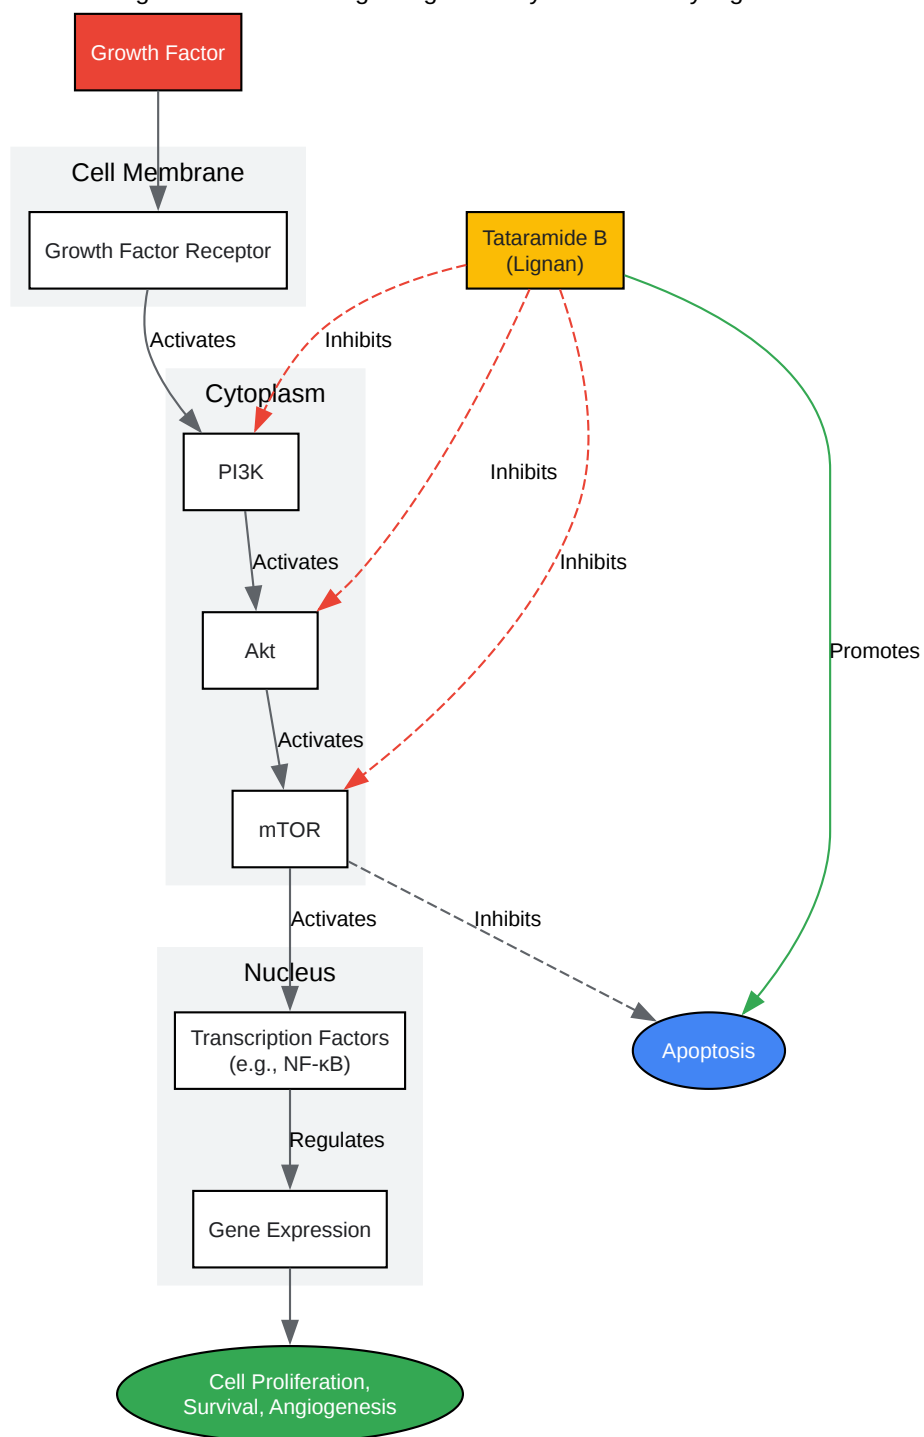 Growth Factor
Cell Membrane
Growth Factor Receptor
Tataramide B
(Lignan)
Activates
Inhibits
Cytoplasm
PI3K
Inhibits
Activates
Inhibits
Akt
Promotes
Activates
mTOR
Activates
Inhibits
Nucleus
Transcription Factors
(e.g., NF-κB)
Apoptosis
Regulates
Gene Expression
Cell Proliferation,
Survival, Angiogenesis